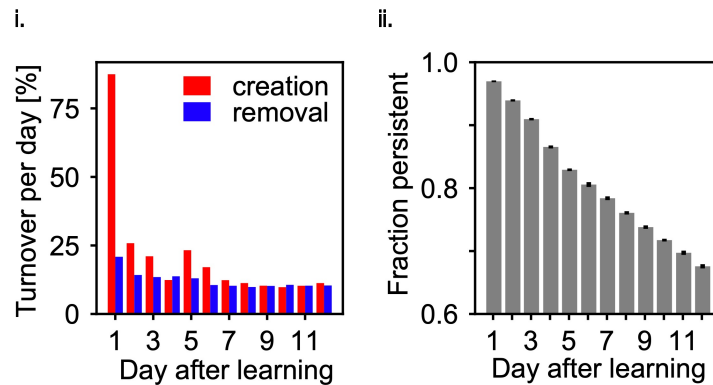 i.
Turnover per day [%]
75
50
25
0
creation
removal
1 3 5 7 9 11
Day after learning
ii.
Fraction persistent
1.0
0.8
0.6
1 3 5 7 9 11
Day after learning